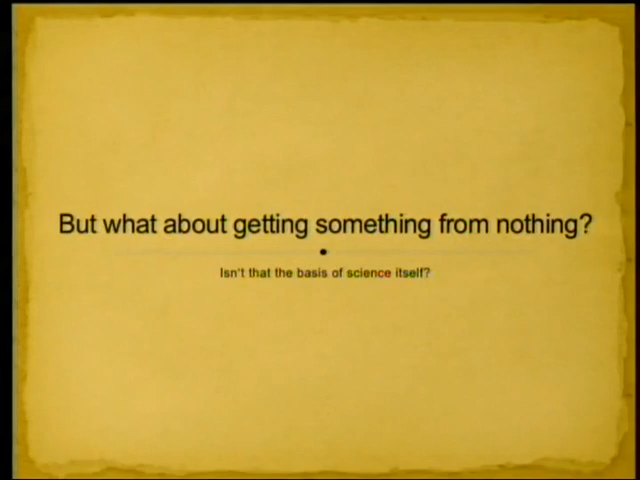 But what about getting something from nothing?
Isn't that the basis of science itself?